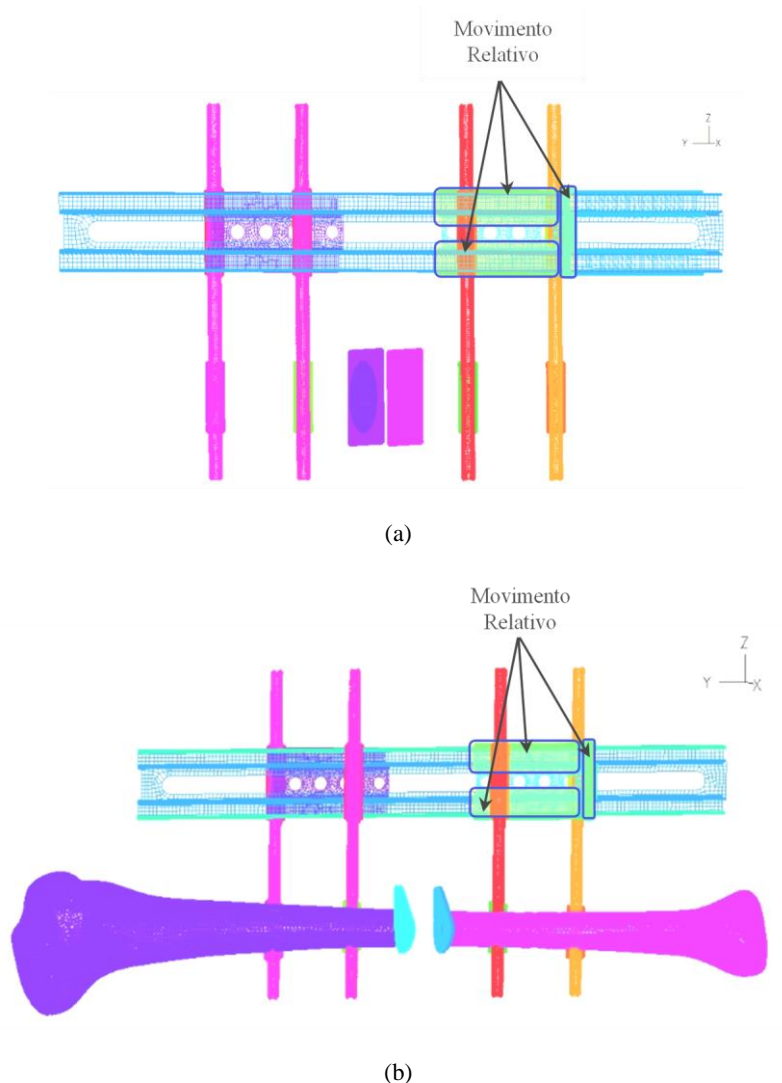 Movimento
Relativo
Z
Y X
(a)
Movimento
Relativo
Z
Y X
(b)